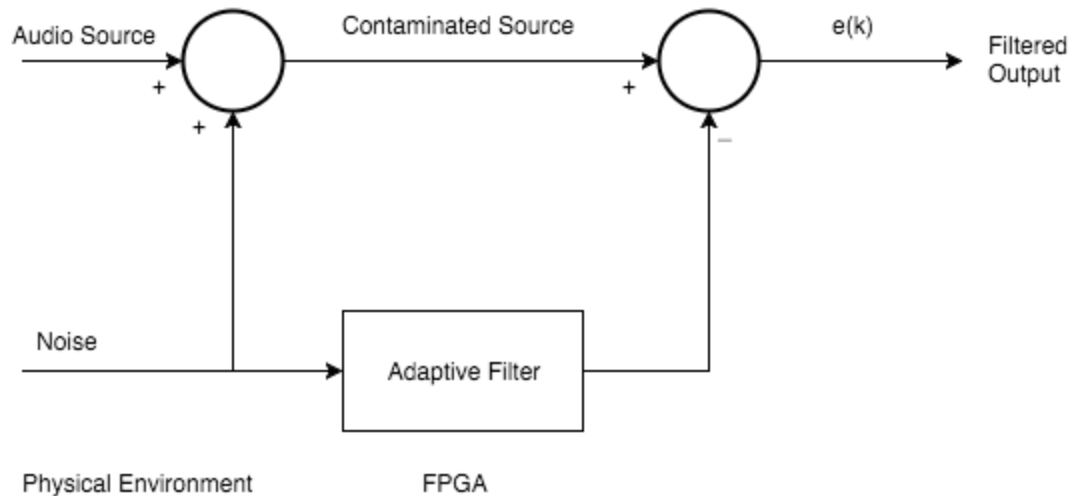 Audio Source
Contaminated Source
e(k)
Filtered
Output
+
+
+
–
Noise
Adaptive Filter
Physical Environment
FPGA